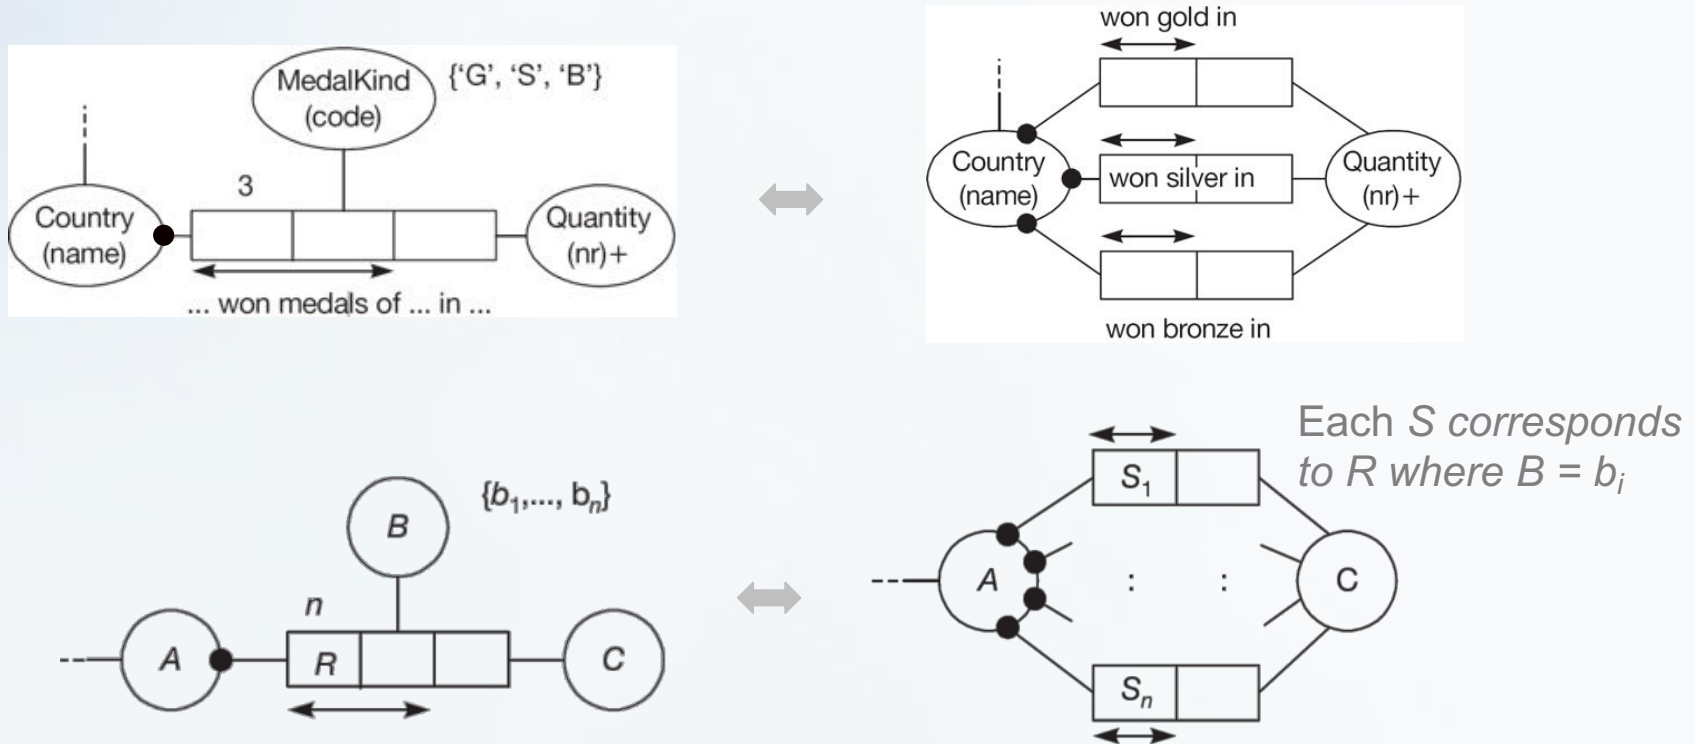 MedalKind
(code)
{‘G’, ‘S’, ‘B’}
3
Country
(name)
Quantity
(nr)+
... won medals of ... in ...
won gold in
Country
(name)
won silver in
Quantity
(nr)+
won bronze in
B
{b1,..., bn}
n
A
R
C
Each S corresponds
to R where B = bi
S1
A
:
:
C
Sn